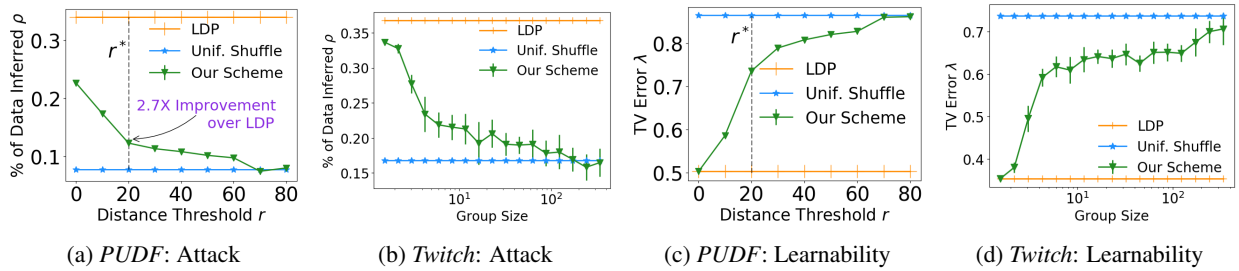 % of Data Inferred ρ
0.3
0.2
0.1
r*
LDP
Unif. Shuffle
Our Scheme
2.7X Improvement
over LDP
0 20 40 60 80
Distance Threshold r
(a) PUDF: Attack
% of Data Inferred ρ
0.35
0.30
0.25
0.20
0.15
LDP
Unif. Shuffle
Our Scheme
10¹ 10²
Group Size
(b) Twitch: Attack
TV Error λ
0.8
0.7
0.6
0.5
r*
LDP
Unif. Shuffle
Our Scheme
0 20 40 60 80
Distance Threshold r
(c) PUDF: Learnability
TV Error λ
0.7
0.6
0.5
0.4
LDP
Unif. Shuffle
Our Scheme
10¹ 10²
Group Size
(d) Twitch: Learnability